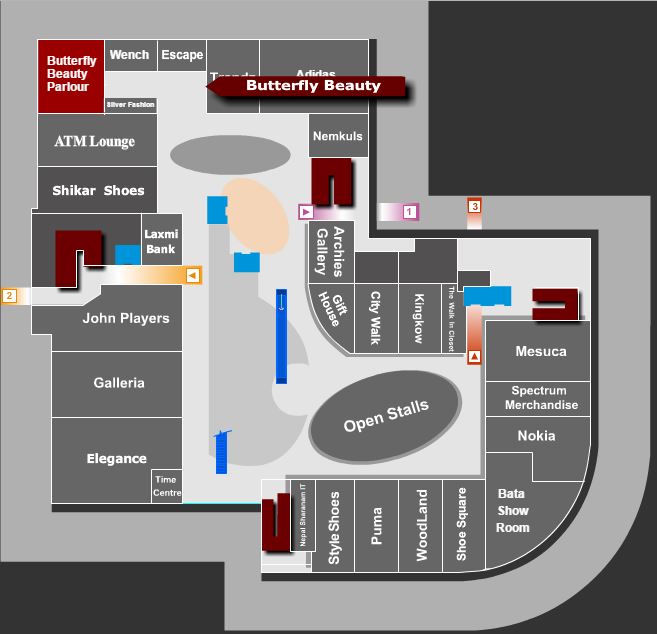 Butterfly
Beauty
Parlour
Wench
Escape
Adidas
Silver Fashion
Butterfly Beauty
ATM Lounge
Nemkuls
Shikar Shoes
Laxmi
Bank
Archies
Gallery
1
3
2
John Players
Gift
House
City Walk
Kingkow
The Walk In Closet
Mesuca
Galleria
Spectrum
Merchandise
Open Stalls
Nokia
Elegance
Time
Centre
Nepal Sharanam IT
Style Shoes
Puma
WoodLand
Shoe Square
Bata
Show
Room